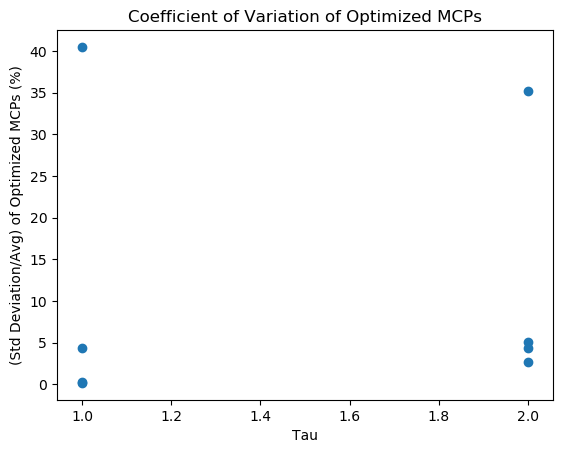 Coefficient of Variation of Optimized MCPs
(Std Deviation/Avg) of Optimized MCPs (%)
40
35
30
25
20
15
10
5
0
1.0 1.2 1.4 1.6 1.8 2.0
Tau